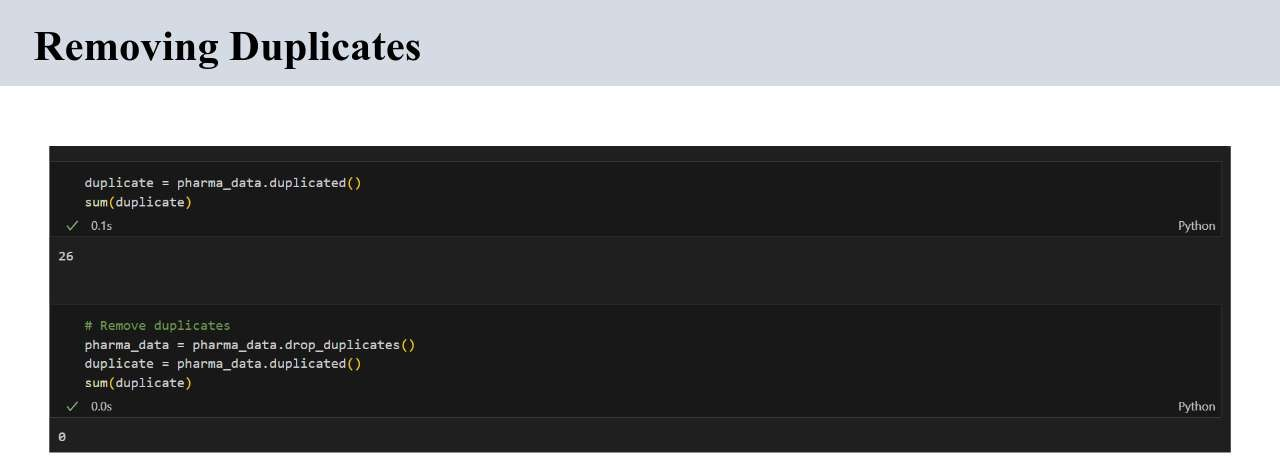 Removing Duplicates
duplicate = pharma_data.duplicated()
sum(duplicate)
0.1s
Python
26
# Remove duplicates
pharma_data = pharma_data.drop_duplicates()
duplicate = pharma_data.duplicated()
sum(duplicate)
0.0s
Python
0